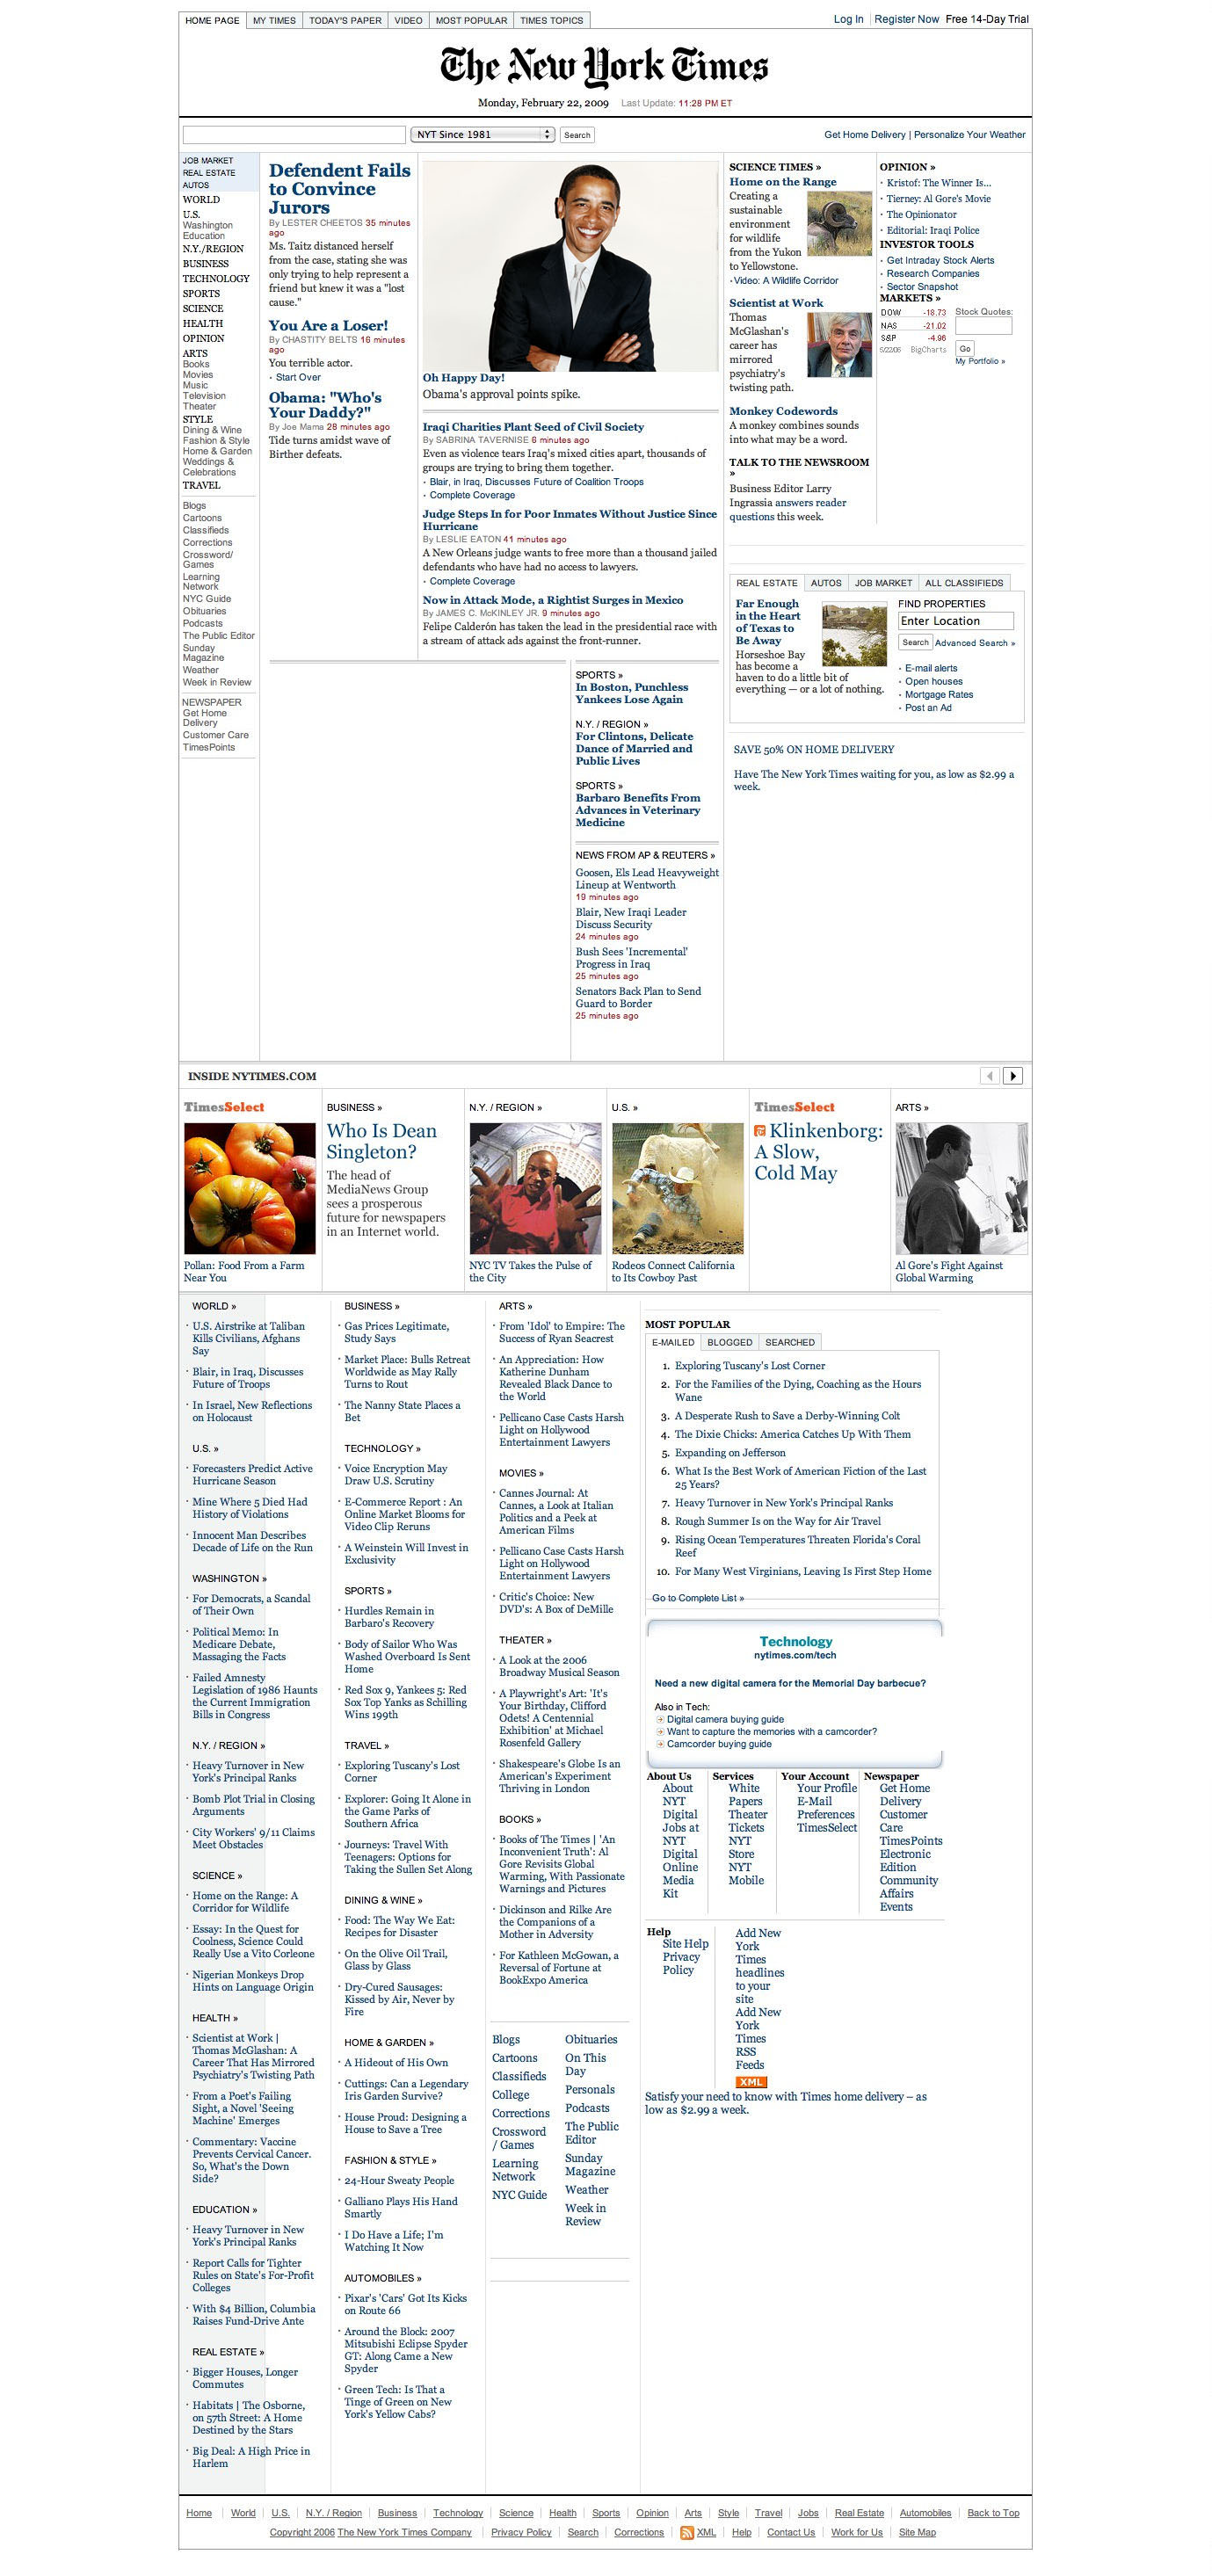 HOME PAGE MY TIMES TODAY'S PAPER VIDEO MOST POPULAR TIMES TOPICS
Log In Register Now Free 14-Day Trial
The New York Times
Monday, February 22, 2009 Last Update: 11:28 PM ET
NYT Since 1981 Search
Get Home Delivery | Personalize Your Weather
JOB MARKET
REAL ESTATE
AUTOS
WORLD
U.S.
Washington
Education
N.Y./REGION
BUSINESS
TECHNOLOGY
SPORTS
SCIENCE
HEALTH
OPINION
ARTS
Books
Movies
Music
Television
Theater
STYLE
Dining & Wine
Fashion & Style
Home & Garden
Weddings &
Celebrations
TRAVEL
Blogs
Cartoons
Classifieds
Corrections
Crossword/
Games
Learning
Network
NYC Guide
Obituaries
Podcasts
The Public Editor
Sunday
Magazine
Weather
Week in Review
NEWSPAPER
Get Home
Delivery
Customer Care
TimesPoints
Defendent Fails
to Convince
Jurors
By LESTER CHEETOS 35 minutes
ago
Ms. Taitz distanced herself
from the case, stating she was
only trying to help represent a
friend but knew it was a "lost
cause."
You Are a Loser!
By CHASTITY BELTS 16 minutes
ago
You terrible actor.
· Start Over
Obama: "Who's
Your Daddy?"
By Joe Mama 28 minutes ago
Tide turns amidst wave of
Birther defeats.
Oh Happy Day!
Obama's approval points spike.
Iraqi Charities Plant Seed of Civil Society
By SABRINA TAVERNISE 6 minutes ago
Even as violence tears Iraq's mixed cities apart, thousands of
groups are trying to bring them together.
· Blair, in Iraq, Discusses Future of Coalition Troops
· Complete Coverage
Judge Steps In for Poor Inmates Without Justice Since
Hurricane
By LESLIE EATON 41 minutes ago
A New Orleans judge wants to free more than a thousand jailed
defendants who have had no access to lawyers.
· Complete Coverage
Now in Attack Mode, a Rightist Surges in Mexico
By JAMES C. McKINLEY JR. 9 minutes ago
Felipe Calderón has taken the lead in the presidential race with
a stream of attack ads against the front-runner.
SPORTS »
In Boston, Punchless
Yankees Lose Again
N.Y. / REGION »
For Clintons, Delicate
Dance of Married and
Public Lives
SPORTS »
Barbaro Benefits From
Advances in Veterinary
Medicine
NEWS FROM AP & REUTERS »
Goosen, Els Lead Heavyweight
Lineup at Wentworth
19 minutes ago
Blair, New Iraqi Leader
Discuss Security
24 minutes ago
Bush Sees 'Incremental'
Progress in Iraq
25 minutes ago
Senators Back Plan to Send
Guard to Border
25 minutes ago
SCIENCE TIMES »
Home on the Range
Creating a
sustainable
environment
for wildlife
from the Yukon
to Yellowstone.
· Video: A Wildlife Corridor
Scientist at Work
Thomas
McGlashan's
career has
mirrored
psychiatry's
twisting path.
Monkey Codewords
A monkey combines sounds
into what may be a word.
TALK TO THE NEWSROOM
»
Business Editor Larry
Ingrassia answers reader
questions this week.
OPINION »
· Kristof: The Winner Is...
· Tierney: Al Gore's Movie
· The Opinionator
· Editorial: Iraqi Police
INVESTOR TOOLS
· Get Intraday Stock Alerts
· Research Companies
· Sector Snapshot
MARKETS »
DOW -18.73
NAS -21.02
S&P -4.96
5/22/06 BigCharts
Stock Quotes:
Go
My Portfolio »
REAL ESTATE AUTOS JOB MARKET ALL CLASSIFIEDS
Far Enough
in the Heart
of Texas to
Be Away
Horseshoe Bay
has become a
haven to do a little bit of
everything — or a lot of nothing.
FIND PROPERTIES
Enter Location
Search Advanced Search »
· E-mail alerts
· Open houses
· Mortgage Rates
· Post an Ad
SAVE 50% ON HOME DELIVERY
Have The New York Times waiting for you, as low as $2.99 a
week.
INSIDE NYTIMES.COM
TimesSelect
Pollan: Food From a Farm
Near You
BUSINESS »
Who Is Dean
Singleton?
The head of
MediaNews Group
sees a prosperous
future for newspapers
in an Internet world.
N.Y. / REGION »
NYC TV Takes the Pulse of
the City
U.S. »
Rodeos Connect California
to Its Cowboy Past
TimesSelect
Klinkenborg:
A Slow,
Cold May
ARTS »
Al Gore's Fight Against
Global Warming
WORLD »
· U.S. Airstrike at Taliban
Kills Civilians, Afghans
Say
· Blair, in Iraq, Discusses
Future of Troops
· In Israel, New Reflections
on Holocaust
U.S. »
· Forecasters Predict Active
Hurricane Season
· Mine Where 5 Died Had
History of Violations
· Innocent Man Describes
Decade of Life on the Run
WASHINGTON »
· For Democrats, a Scandal
of Their Own
· Political Memo: In
Medicare Debate,
Massaging the Facts
· Failed Amnesty
Legislation of 1986 Haunts
the Current Immigration
Bills in Congress
N.Y. / REGION »
· Heavy Turnover in New
York's Principal Ranks
· Bomb Plot Trial in Closing
Arguments
· City Workers' 9/11 Claims
Meet Obstacles
SCIENCE »
· Home on the Range: A
Corridor for Wildlife
· Essay: In the Quest for
Coolness, Science Could
Really Use a Vito Corleone
· Nigerian Monkeys Drop
Hints on Language Origin
HEALTH »
· Scientist at Work |
Thomas McGlashan: A
Career That Has Mirrored
Psychiatry's Twisting Path
· From a Poet's Failing
Sight, a Novel 'Seeing
Machine' Emerges
· Commentary: Vaccine
Prevents Cervical Cancer.
So, What's the Down
Side?
EDUCATION »
· Heavy Turnover in New
York's Principal Ranks
· Report Calls for Tighter
Rules on State's For-Profit
Colleges
· With $4 Billion, Columbia
Raises Fund-Drive Ante
REAL ESTATE »
· Bigger Houses, Longer
Commutes
· Habitats | The Osborne,
on 57th Street: A Home
Destined by the Stars
· Big Deal: A High Price in
Harlem
BUSINESS »
· Gas Prices Legitimate,
Study Says
· Market Place: Bulls Retreat
Worldwide as May Rally
Turns to Rout
· The Nanny State Places a
Bet
TECHNOLOGY »
· Voice Encryption May
Draw U.S. Scrutiny
· E-Commerce Report : An
Online Market Blooms for
Video Clip Reruns
· A Weinstein Will Invest in
Exclusivity
SPORTS »
· Hurdles Remain in
Barbaro's Recovery
· Body of Sailor Who Was
Washed Overboard Is Sent
Home
· Red Sox 9, Yankees 5: Red
Sox Top Yanks as Schilling
Wins 199th
TRAVEL »
· Exploring Tuscany's Lost
Corner
· Explorer: Going It Alone in
the Game Parks of
Southern Africa
· Journeys: Travel With
Teenagers: Options for
Taking the Sullen Set Along
DINING & WINE »
· Food: The Way We Eat:
Recipes for Disaster
· On the Olive Oil Trail,
Glass by Glass
· Dry-Cured Sausages:
Kissed by Air, Never by
Fire
HOME & GARDEN »
· A Hideout of His Own
· Cuttings: Can a Legendary
Iris Garden Survive?
· House Proud: Designing a
House to Save a Tree
FASHION & STYLE »
· 24-Hour Sweaty People
· Galliano Plays His Hand
Smartly
· I Do Have a Life; I'm
Watching It Now
AUTOMOBILES »
· Pixar's 'Cars' Got Its Kicks
on Route 66
· Around the Block: 2007
Mitsubishi Eclipse Spyder
GT: Along Came a New
Spyder
· Green Tech: Is That a
Tinge of Green on New
York's Yellow Cabs?
ARTS »
· From 'Idol' to Empire: The
Success of Ryan Seacrest
· An Appreciation: How
Katherine Dunham
Revealed Black Dance to
the World
· Pellicano Case Casts Harsh
Light on Hollywood
Entertainment Lawyers
MOVIES »
· Cannes Journal: At
Cannes, a Look at Italian
Politics and a Peek at
American Films
· Pellicano Case Casts Harsh
Light on Hollywood
Entertainment Lawyers
· Critic's Choice: New
DVD's: A Box of DeMille
THEATER »
· A Look at the 2006
Broadway Musical Season
· A Playwright's Art: 'It's
Your Birthday, Clifford
Odets! A Centennial
Exhibition' at Michael
Rosenfeld Gallery
· Shakespeare's Globe Is an
American's Experiment
Thriving in London
BOOKS »
· Books of The Times | 'An
Inconvenient Truth': Al
Gore Revisits Global
Warming, With Passionate
Warnings and Pictures
· Dickinson and Rilke Are
the Companions of a
Mother in Adversity
· For Kathleen McGowan, a
Reversal of Fortune at
BookExpo America
Blogs
Cartoons
Classifieds
College
Corrections
Crossword
/ Games
Learning
Network
NYC Guide
Obituaries
On This
Day
Personals
Podcasts
The Public
Editor
Sunday
Magazine
Weather
Week in
Review
MOST POPULAR
E-MAILED BLOGGED SEARCHED
1. Exploring Tuscany's Lost Corner
2. For the Families of the Dying, Coaching as the Hours
Wane
3. A Desperate Rush to Save a Derby-Winning Colt
4. The Dixie Chicks: America Catches Up With Them
5. Expanding on Jefferson
6. What Is the Best Work of American Fiction of the Last
25 Years?
7. Heavy Turnover in New York's Principal Ranks
8. Rough Summer Is on the Way for Air Travel
9. Rising Ocean Temperatures Threaten Florida's Coral
Reef
10. For Many West Virginians, Leaving Is First Step Home
Go to Complete List »
Technology
nytimes.com/tech
Need a new digital camera for the Memorial Day barbecue?
Also in Tech:
Digital camera buying guide
Want to capture the memories with a camcorder?
Camcorder buying guide
About Us
About
NYT
Digital
Jobs at
NYT
Digital
Online
Media
Kit
Services
White
Papers
Theater
Tickets
NYT
Store
NYT
Mobile
Your Account
Your Profile
E-Mail
Preferences
TimesSelect
Newspaper
Get Home
Delivery
Customer
Care
TimesPoints
Electronic
Edition
Community
Affairs
Events
Help
Site Help
Privacy
Policy
Add New
York
Times
headlines
to your
site
Add New
York
Times
RSS
Feeds
XML
Satisfy your need to know with Times home delivery – as
low as $2.99 a week.
Home World U.S. N.Y. / Region Business Technology Science Health Sports Opinion Arts Style Travel Jobs Real Estate Automobiles Back to Top
Copyright 2006 The New York Times Company Privacy Policy Search Corrections XML Help Contact Us Work for Us Site Map